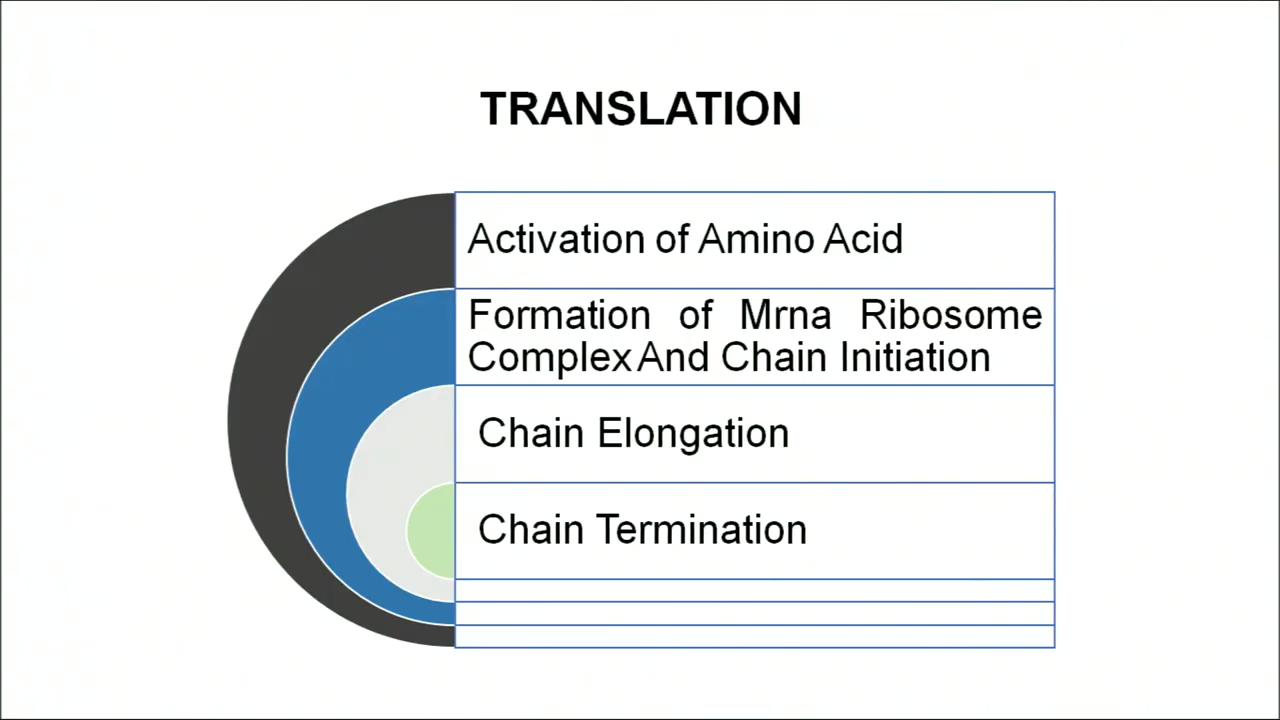 TRANSLATION
Activation of Amino Acid
Formation of Mrna Ribosome
Complex And Chain Initiation
Chain Elongation
Chain Termination